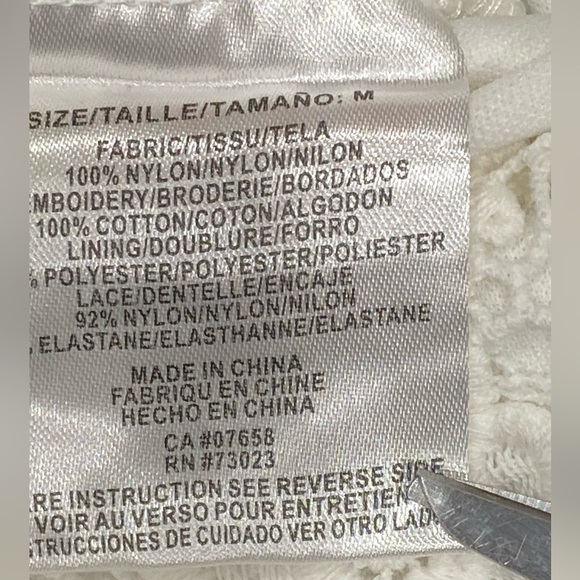 SIZE/TAILLE/TAMAÑO: M
FABRIC/TISSU/TELA
100% NYLON/NYLON/NILON
MBOIDERY/BRODERIE/BORDADOS
100% COTTON/COTON/ALGODON
LINING/DOUBLURE/FORRO
% POLYESTER/POLYESTER/POLIESTER
LACE/DENTELLE/ENCAJE
92% NYLON/NYLON/NILON
ELASTANE/ELASTHANNE/ELASTANE
MADE IN CHINA
FABRIQU EN CHINE
HECHO EN CHINA
CA #07658
RN #73023
RE INSTRUCTION SEE REVERSE SIDE
VOIR AU VERSO POUR ENTRETIEN
TRUCCIONES DE CUIDADO VER OTRO LAD